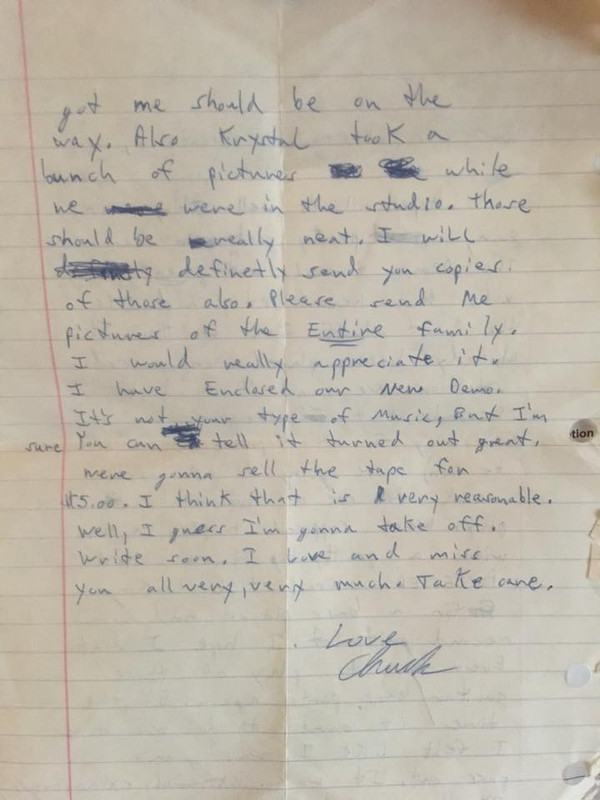 got me should be on the
way. Also Krystal took a
bunch of pictures while
we were in the studio. Those
should be really neat. I will
definetly send you copies.
of those also. Please send Me
pictures of the Entire family.
I would really appreciate it.
I have Enclosed our New Demo.
It's not your type of Music, But I'm
sure You can tell it turned out great.
were gonna sell the tape for
$5.00. I think that is very reasonable.
Well, I guess I'm gonna take off.
Write soon. I Love and miss
you all very, very much. Take care.
Love
Chuck
tion